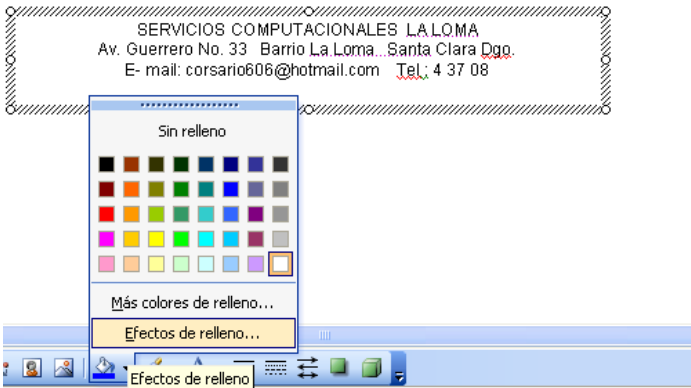 SERVICIOS COMPUTACIONALES LA LOMA
Av. Guerrero No. 33 Barrio La Loma Santa Clara Dgo.
E- mail: corsario606@hotmail.com Tel.: 4 37 08
Sin relleno
Más colores de relleno...
Efectos de relleno...
Efectos de relleno